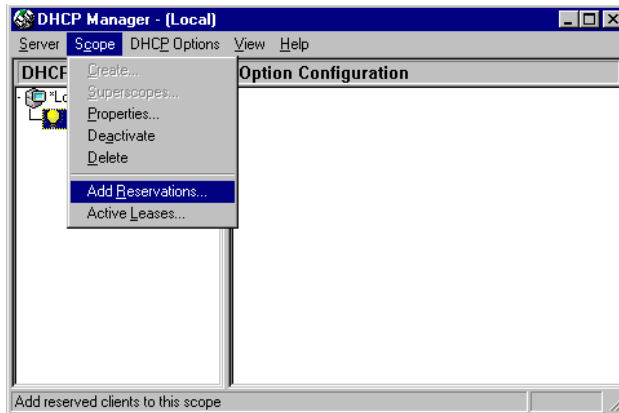 DHCP Manager - (Local)
Server Scope DHCP Options View Help
DHCP
Option Configuration
*Lo
Create...
Superscopes...
Properties...
Deactivate
Delete
Add Reservations...
Active Leases...
Add reserved clients to this scope